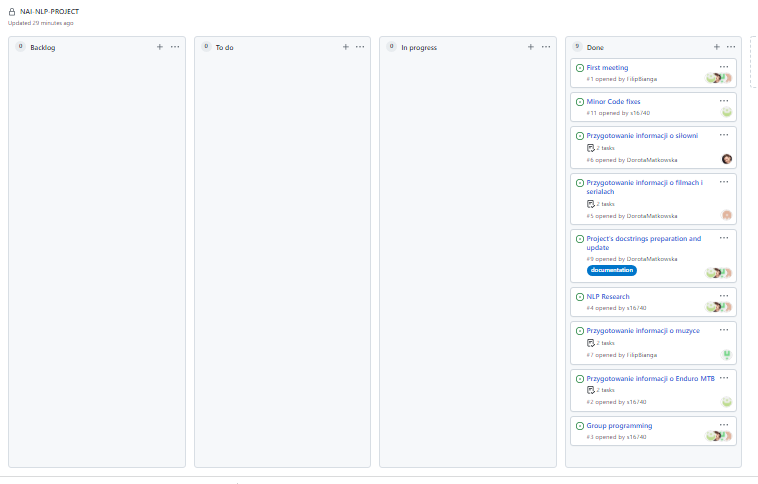 NAI-NLP-PROJECT
Updated 29 minutes ago
0 Backlog
0 To do
0 In progress
9 Done
First meeting
#1 opened by FilipBianga
Minor Code fixes
#11 opened by s16740
Przygotowanie informacji o siłowni
2 tasks
#6 opened by DorotaMatkowska
Przygotowanie informacji o filmach i
serialach
2 tasks
#5 opened by DorotaMatkowska
Project's docstrings preparation and
update
#9 opened by DorotaMatkowska
documentation
NLP Research
#4 opened by s16740
Przygotowanie informacji o muzyce
2 tasks
#7 opened by FilipBianga
Przygotowanie informacji o Enduro MTB
2 tasks
#2 opened by s16740
Group programming
#3 opened by s16740